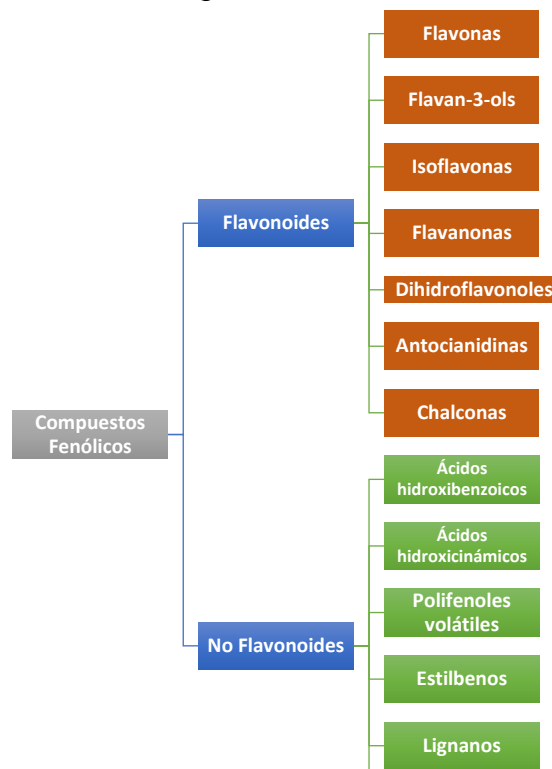 Flavonas
Flavan-3-ols
Isoflavonas
Flavonoides
Flavanonas
Dihidroflavonoles
Antocianidinas
Chalconas
Compuestos
Fenólicos
Ácidos
hidroxibenzoicos
Ácidos
hidroxicinámicos
Polifenoles
volátiles
No Flavonoides
Estilbenos
Lignanos